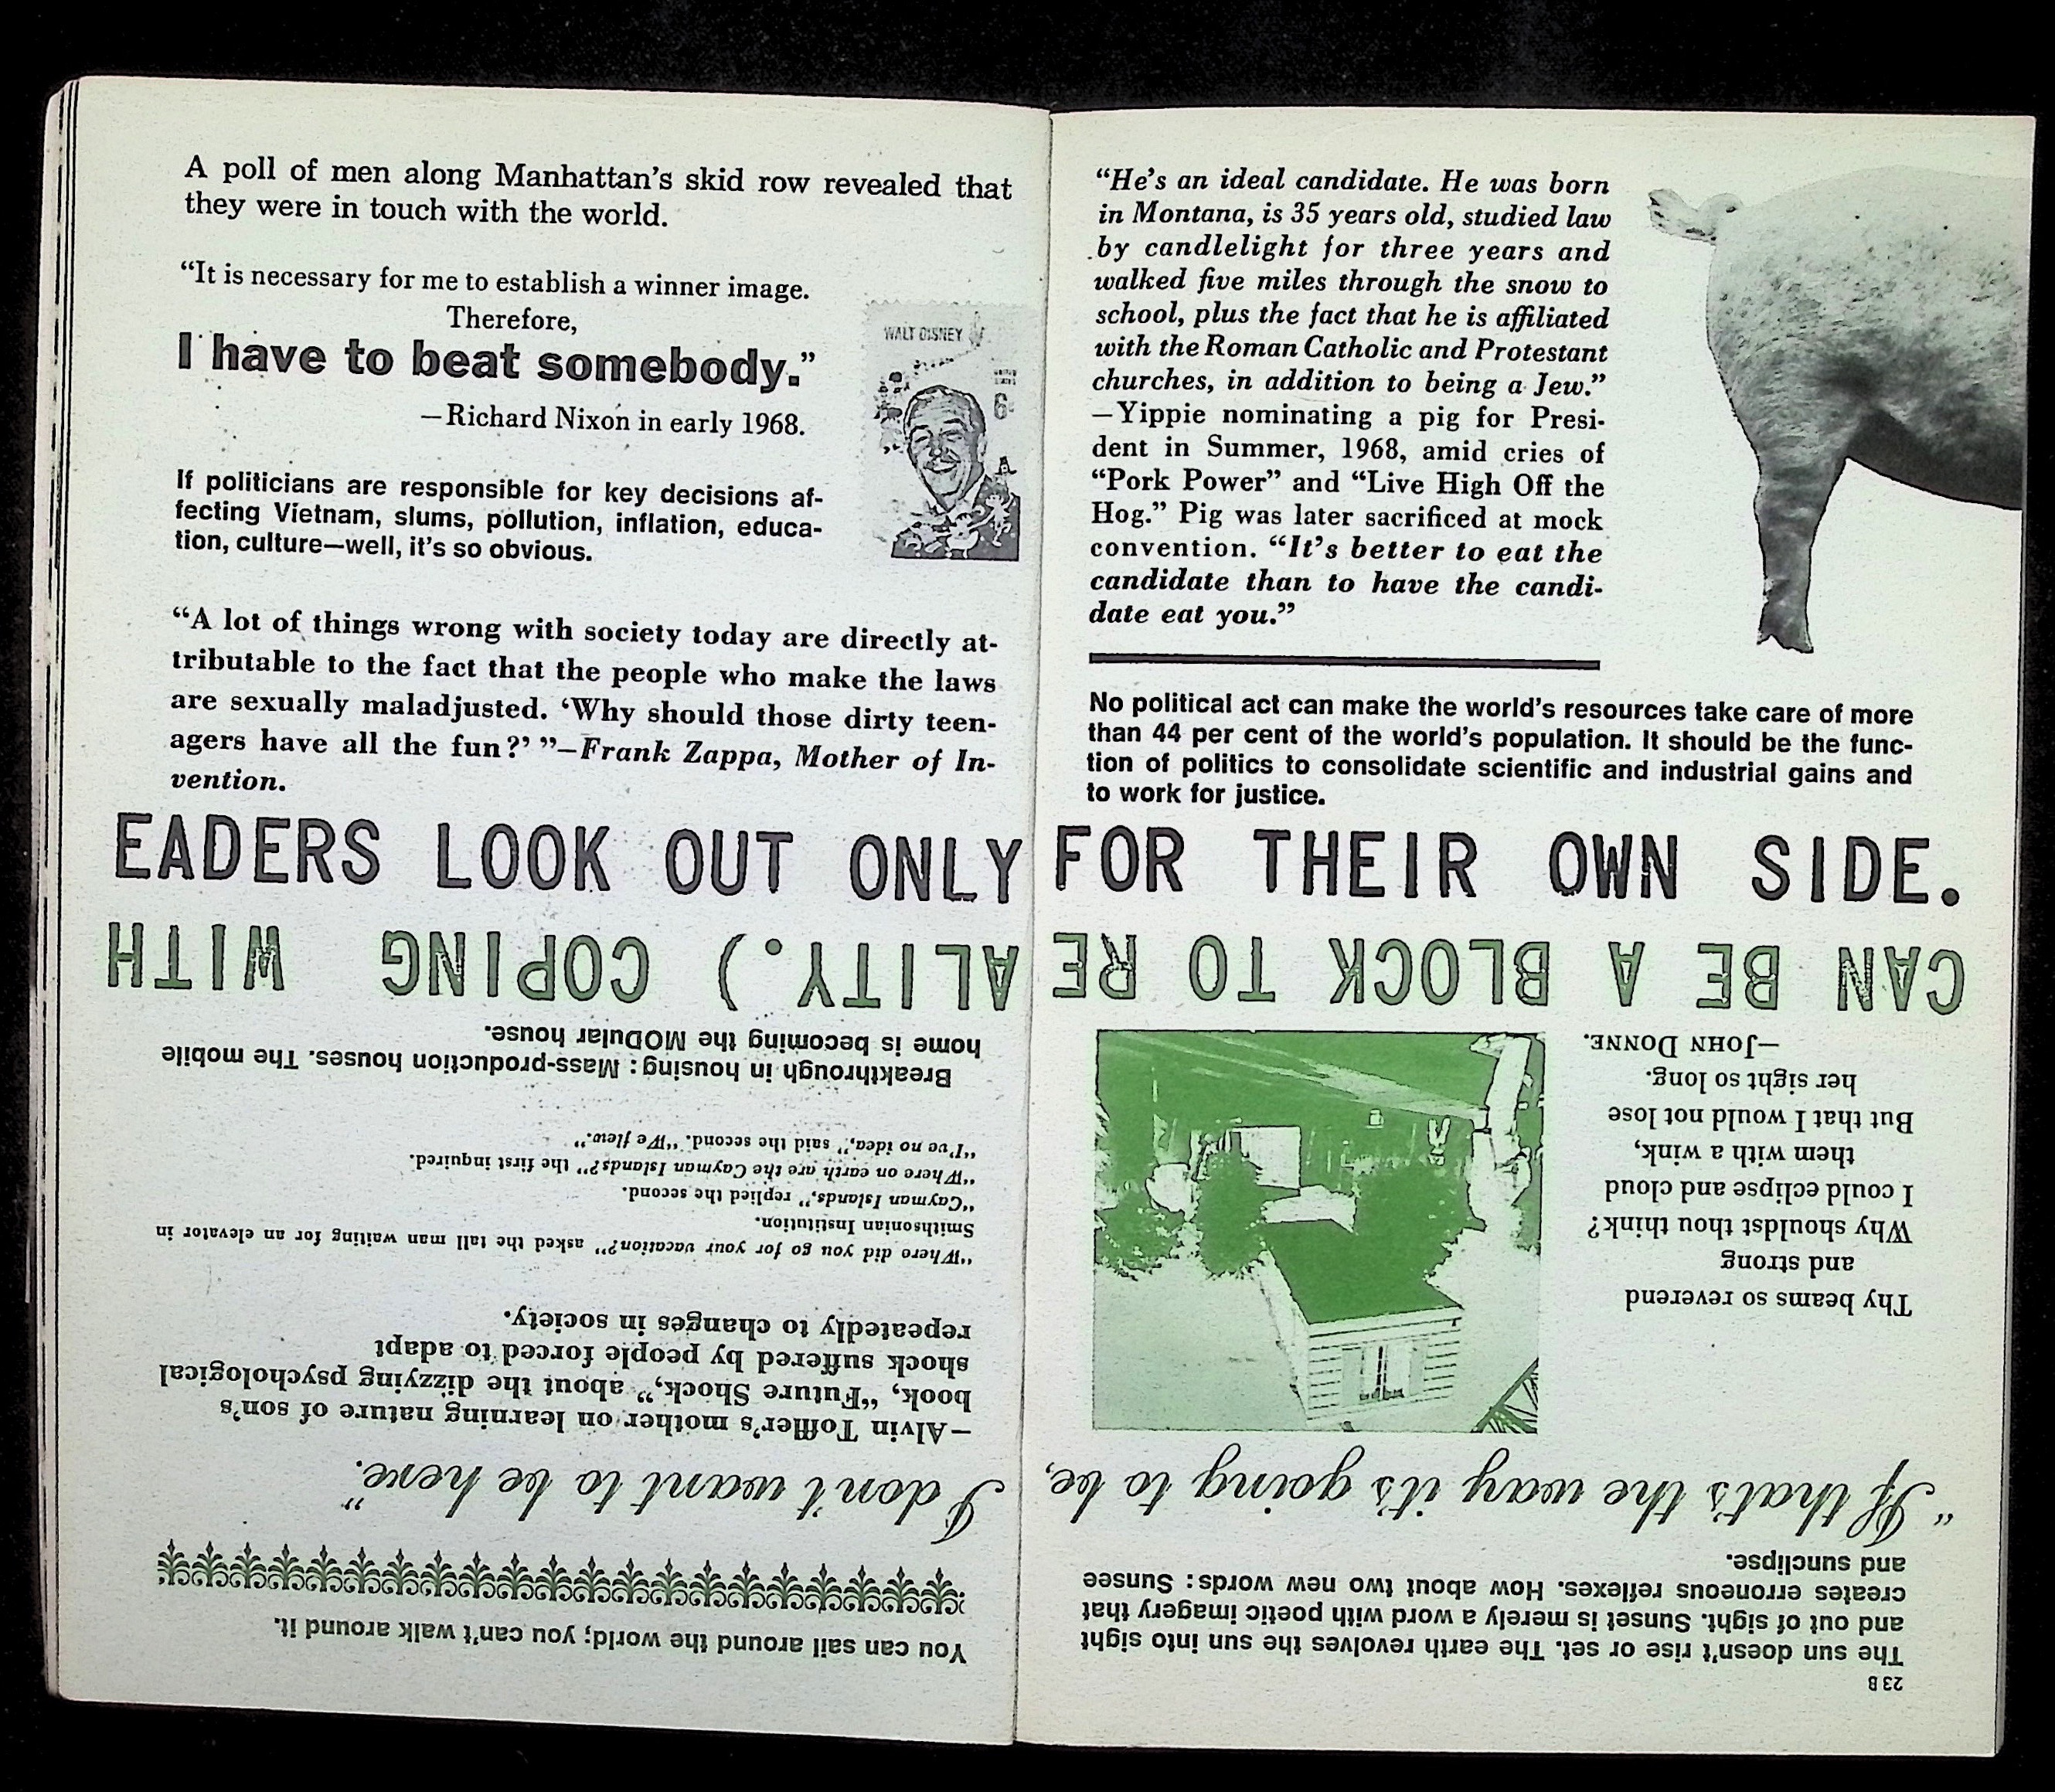 A poll of men along Manhattan's skid row revealed that
they were in touch with the world.
“It is necessary for me to establish a winner image.
Therefore,
I have to beat somebody.”
—Richard Nixon in early 1968.
WALT DISNEY
UNITED
STATES
6c
If politicians are responsible for key decisions af-
fecting Vietnam, slums, pollution, inflation, educa-
tion, culture—well, it's so obvious.
“A lot of things wrong with society today are directly at-
tributable to the fact that the people who make the laws
are sexually maladjusted. ‘Why should those dirty teen-
agers have all the fun?’ ”—Frank Zappa, Mother of In-
vention.
“He's an ideal candidate. He was born
in Montana, is 35 years old, studied law
by candlelight for three years and
walked five miles through the snow to
school, plus the fact that he is affiliated
with the Roman Catholic and Protestant
churches, in addition to being a Jew.”
—Yippie nominating a pig for Presi-
dent in Summer, 1968, amid cries of
“Pork Power” and “Live High Off the
Hog.” Pig was later sacrificed at mock
convention. “It's better to eat the
candidate than to have the candi-
date eat you.”
No political act can make the world's resources take care of more
than 44 per cent of the world's population. It should be the func-
tion of politics to consolidate scientific and industrial gains and
to work for justice.
EADERS LOOK OUT ONLY FOR THEIR OWN SIDE.
23 B
The sun doesn't rise or set. The earth revolves the sun into sight
and out of sight. Sunset is merely a word with poetic imagery that
creates erroneous reflexes. How about two new words: Sunsee
and sunclipse.
“If that's the way it's going to be,
I don't want to be here.”
Thy beams so reverend
and strong
Why shouldst thou think?
I could eclipse and cloud
them with a wink,
But that I would not lose
her sight so long.
—JOHN DONNE.
You can sail around the world; you can't walk around it.
—Alvin Toffler's mother on learning nature of son's
book, “Future Shock,” about the dizzying psychological
shock suffered by people forced to adapt
repeatedly to changes in society.
“Where did you go for your vacation?” asked the tall man waiting for an elevator in
Smithsonian Institution.
“Cayman Islands,” replied the second.
“Where on earth are the Cayman Islands?” the first inquired.
“I've no idea,” said the second. “We flew.”
Breakthrough in housing: Mass-production houses. The mobile
home is becoming the MODular house.
CAN BE A BLOCK TO RE ALITY.) COPING WITH